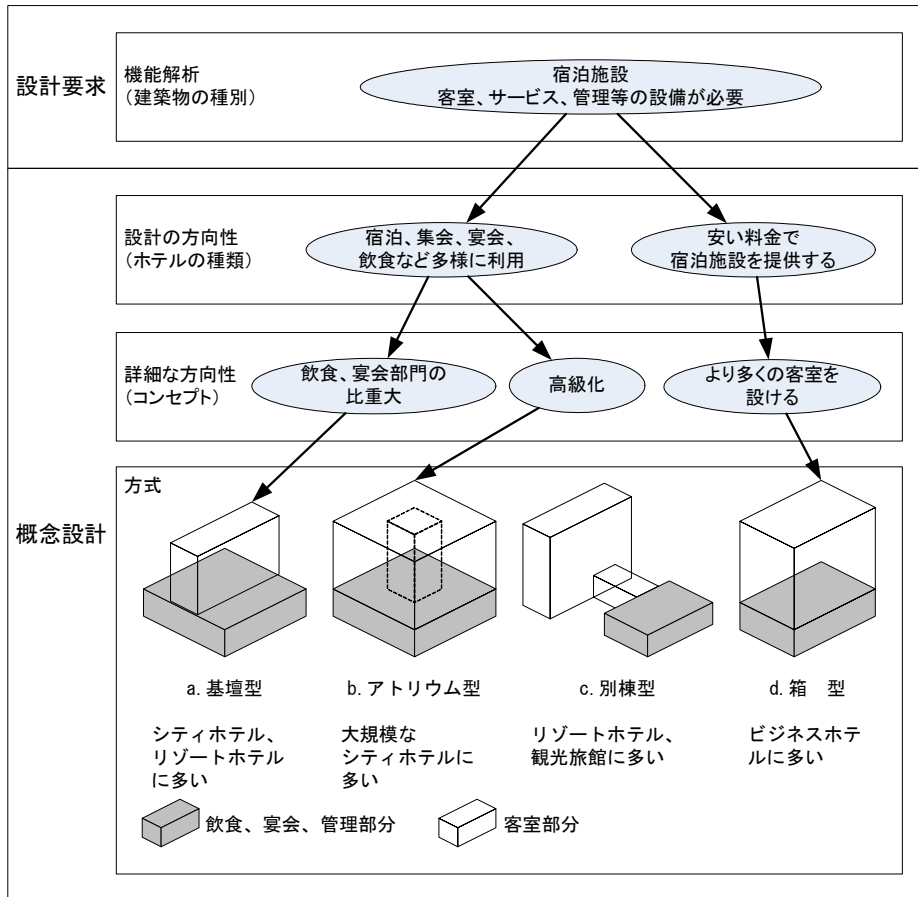 設計要求
機能解析
（建築物の種別）
宿泊施設
客室、サービス、管理等の設備が必要
概念設計
設計の方向性
（ホテルの種類）
宿泊、集会、宴会、
飲食など多様に利用
安い料金で
宿泊施設を提供する
詳細な方向性
（コンセプト）
飲食、宴会部門の
比重大
高級化
より多くの客室を
設ける
方式
a. 基壇型
b. アトリウム型
c. 別棟型
d. 箱　型
シティホテル、
リゾートホテル
に多い
大規模な
シティホテルに
多い
リゾートホテル、
観光旅館に多い
ビジネスホテ
ルに多い
飲食、宴会、管理部分
客室部分